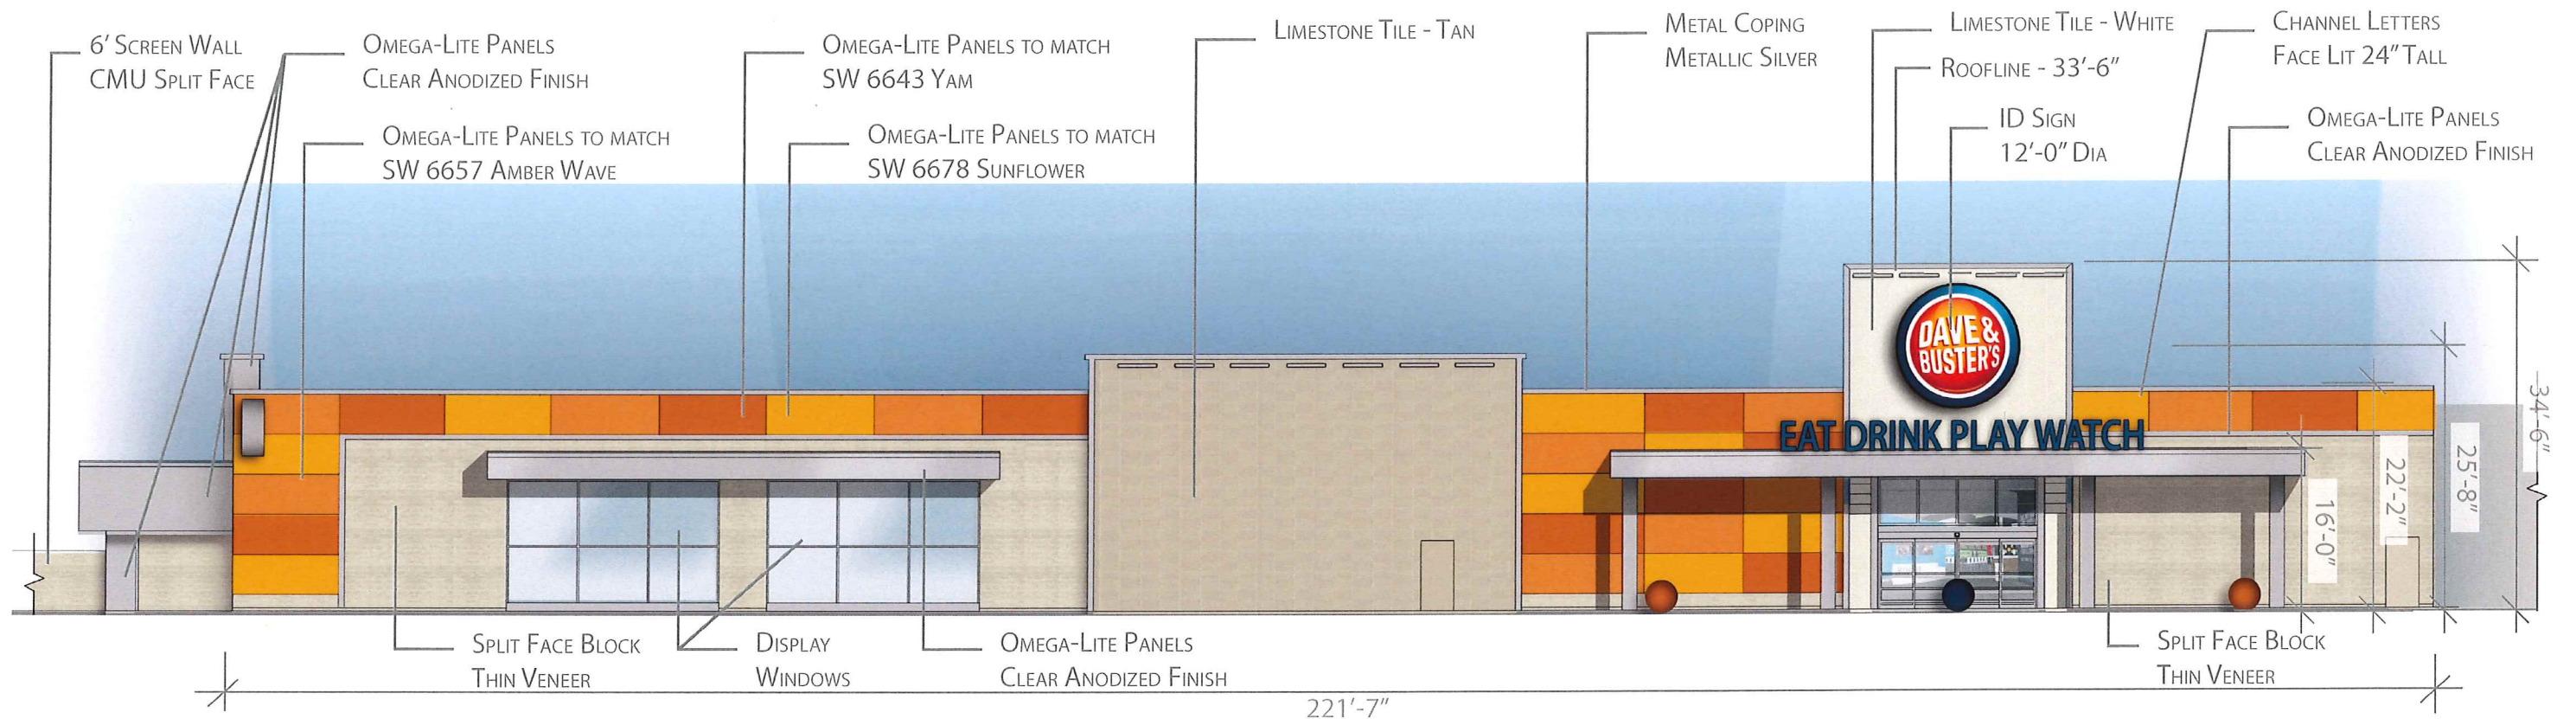 6' Screen Wall
CMU Split Face
Omega-Lite Panels
Clear Anodized Finish
Omega-Lite Panels to match
SW 6657 Amber Wave
Omega-Lite Panels to match
SW 6643 Yam
Omega-Lite Panels to match
SW 6678 Sunflower
Limestone Tile - Tan
Metal Coping
Metallic Silver
Limestone Tile - White
Roofline - 33'-6"
ID Sign
12'-0" Dia
Channel Letters
Face Lit 24" Tall
Omega-Lite Panels
Clear Anodized Finish
DAVE &
BUSTER'S
EAT DRINK PLAY WATCH
16'-0"
22'-2"
25'-8"
34'-6"
Split Face Block
Thin Veneer
Display
Windows
Omega-Lite Panels
Clear Anodized Finish
Split Face Block
Thin Veneer
221'-7"